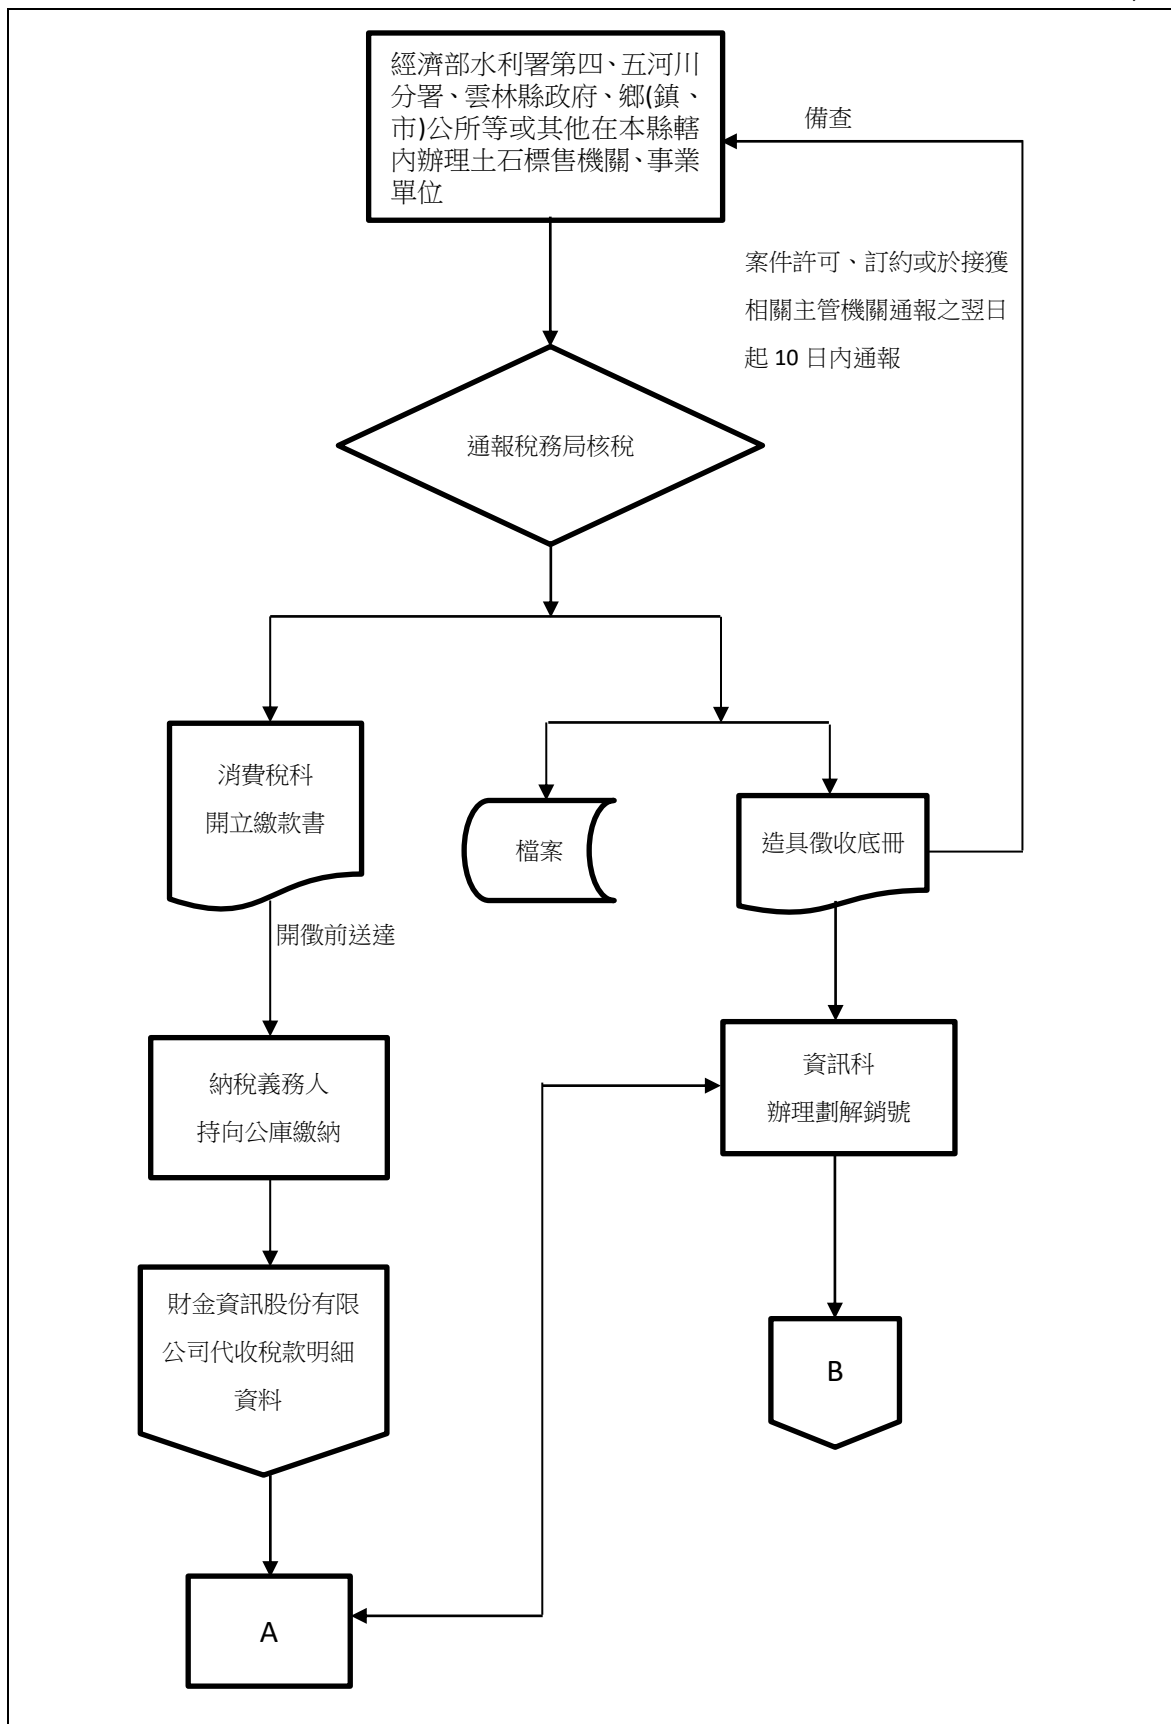 經濟部水利署第四、五河川
分署、雲林縣政府、鄉(鎮、
市)公所等或其他在本縣轄
內辦理土石標售機關、事業
單位
備查
案件許可、訂約或於接獲
相關主管機關通報之翌日
起 10 日內通報
通報稅務局核稅
消費稅科
開立繳款書
檔案
造具徵收底冊
開徵前送達
納稅義務人
持向公庫繳納
資訊科
辦理劃解銷號
財金資訊股份有限
公司代收稅款明細
資料
B
A